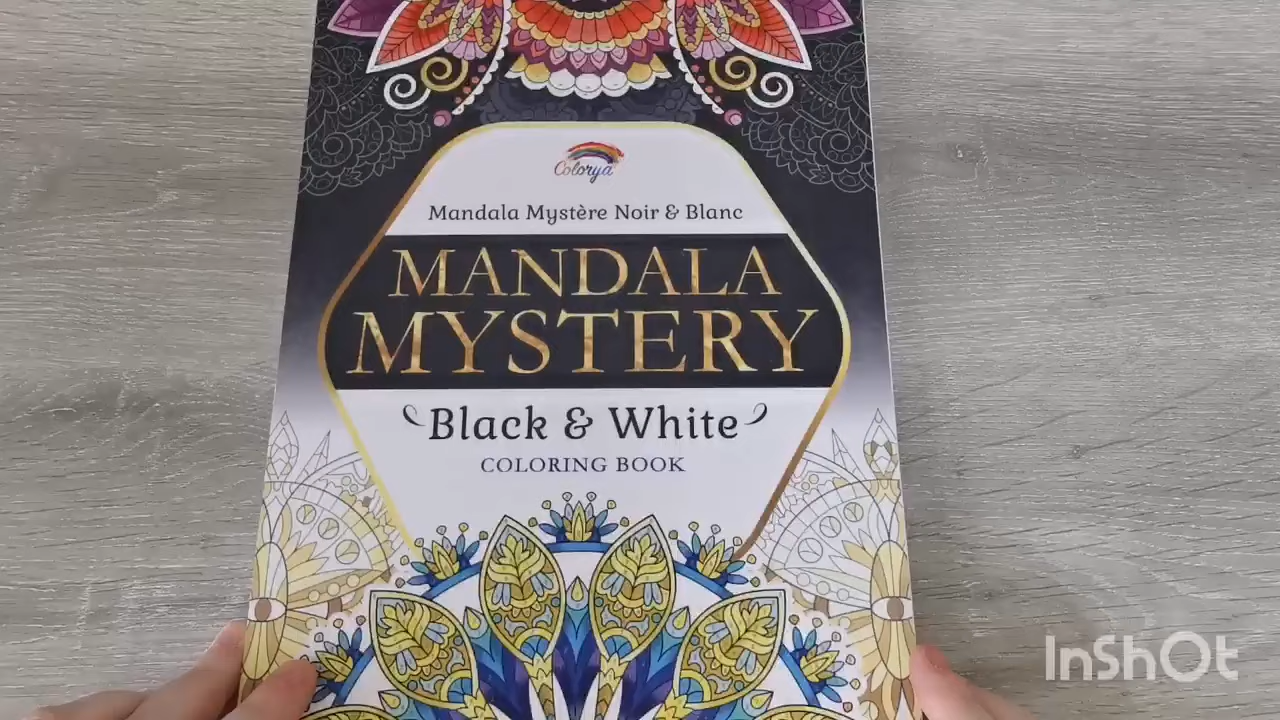 Colorya
Mandala Mystère Noir & Blanc
MANDALA
MYSTERY
Black & White
COLORING BOOK
InShOt